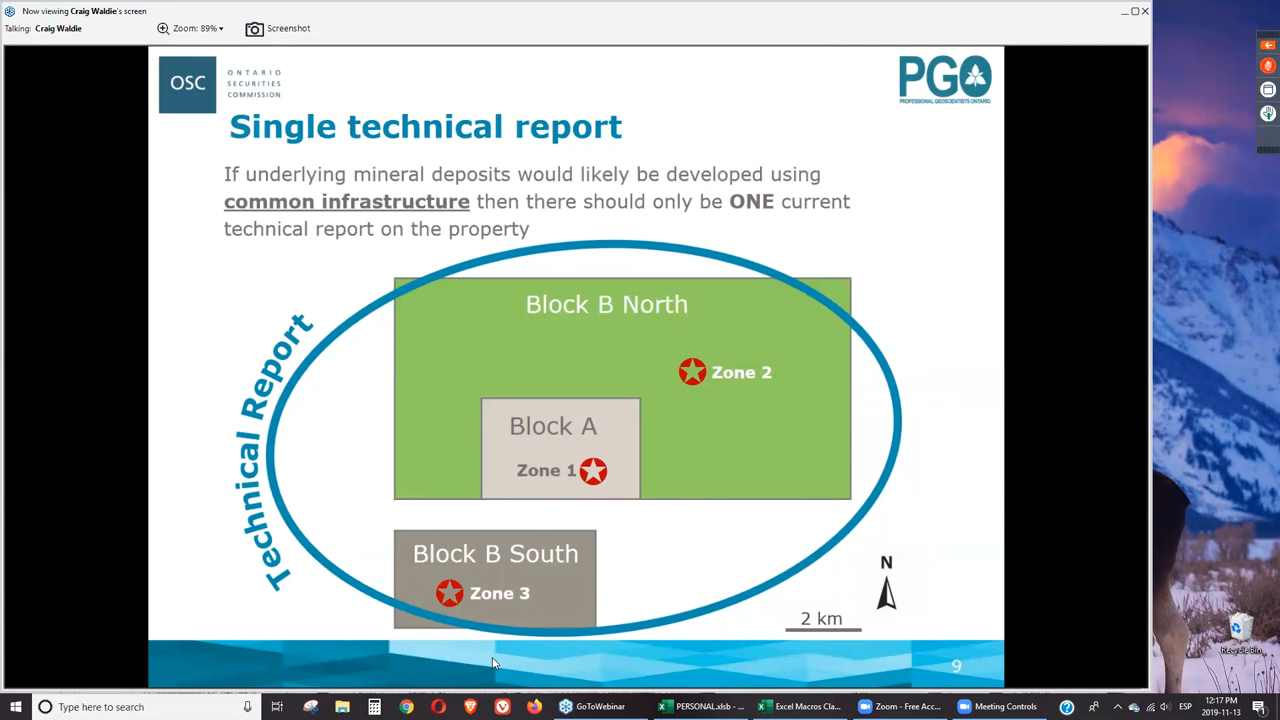 Now viewing Craig Waldie's screen
Talking: Craig Waldie
Zoom: 89%
Screenshot
OSC
ONTARIO
SECURITIES
COMMISSION
PGO
PROFESSIONAL GEOSCIENTISTS ONTARIO
Single technical report
If underlying mineral deposits would likely be developed using
common infrastructure then there should only be ONE current
technical report on the property
Technical Report
Block B North
Zone 2
Block A
Zone 1
Block B South
Zone 3
N
2 km
9
Recycle Bin
Type here to search
GoToWebinar
PERSONAL.xlsb - ...
Excel Macros Cla...
Zoom - Free Acc...
Meeting Controls
ESP
12:17 PM
2019-11-13